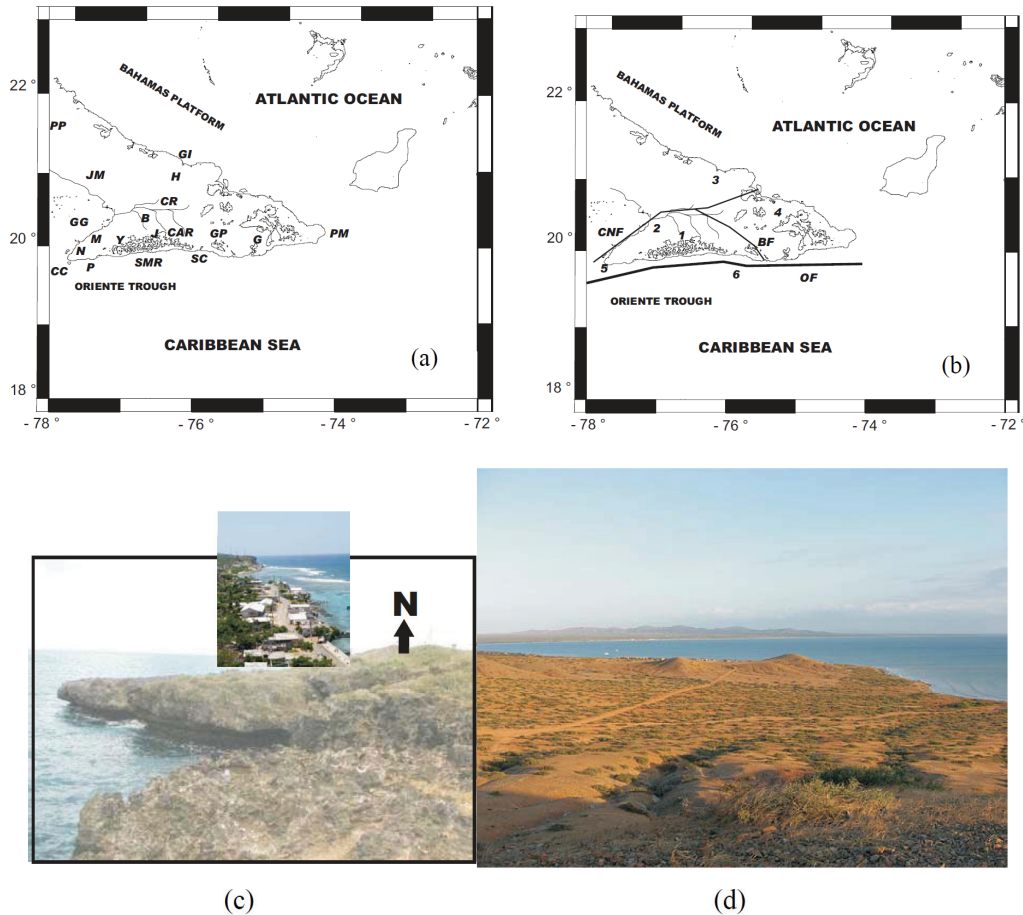 22 °
20 °
18 °
- 78 °
- 76 °
- 74 °
- 72 °
BAHAMAS PLATFORM
ATLANTIC OCEAN
PP
GI
H
JM
CR
B
GG
J
CAR
M
Y
GP
G
PM
N
CC
P
SMR
SC
ORIENTE TROUGH
CARIBBEAN SEA
(a)
22 °
20 °
18 °
- 78 °
- 76 °
- 74 °
- 72 °
BAHAMAS PLATFORM
ATLANTIC OCEAN
3
4
CNF
2
1
BF
5
6
OF
ORIENTE TROUGH
CARIBBEAN SEA
(b)
N
(c)
(d)